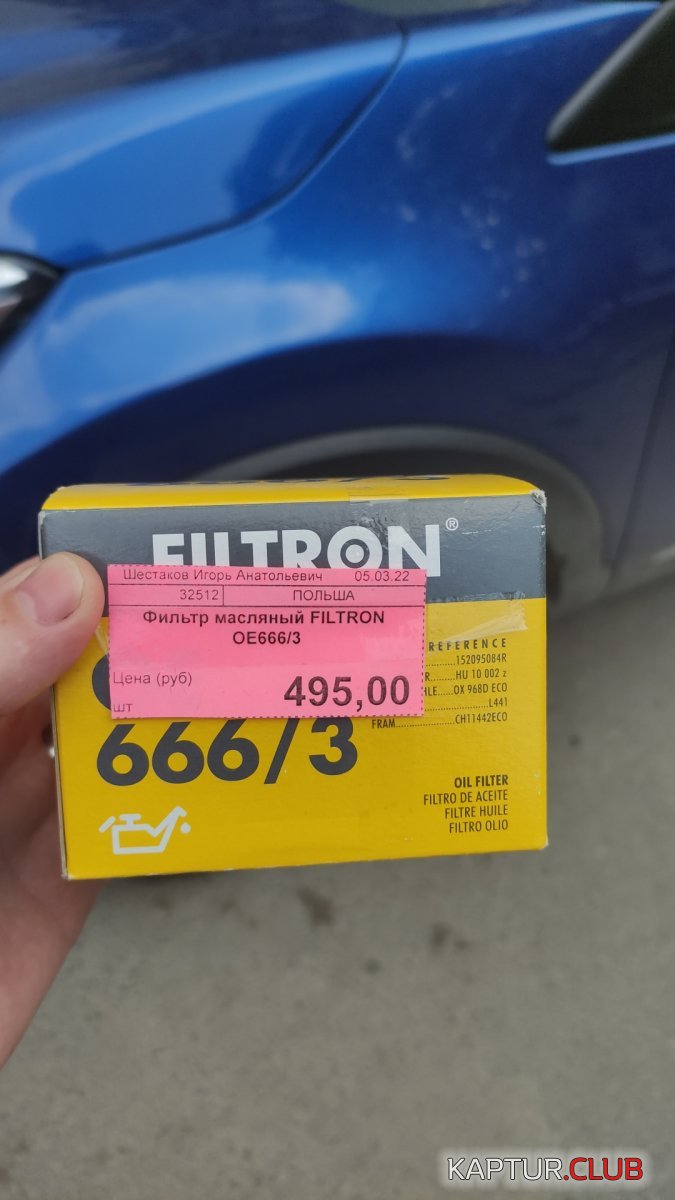 FILTRON®
Шестаков Игорь Анатольевич 05.03.22
32512 ПОЛЬША
Фильтр масляный FILTRON
OE666/3
Цена (руб)
495,00
шт
REFERENCE
152095084R
HU 10 002 z
OX 968D ECO
L441
FRAM CH11442ECO
666/3
OIL FILTER
FILTRO DE ACEITE
FILTRE HUILE
FILTRO OLIO
KAPTUR.CLUB